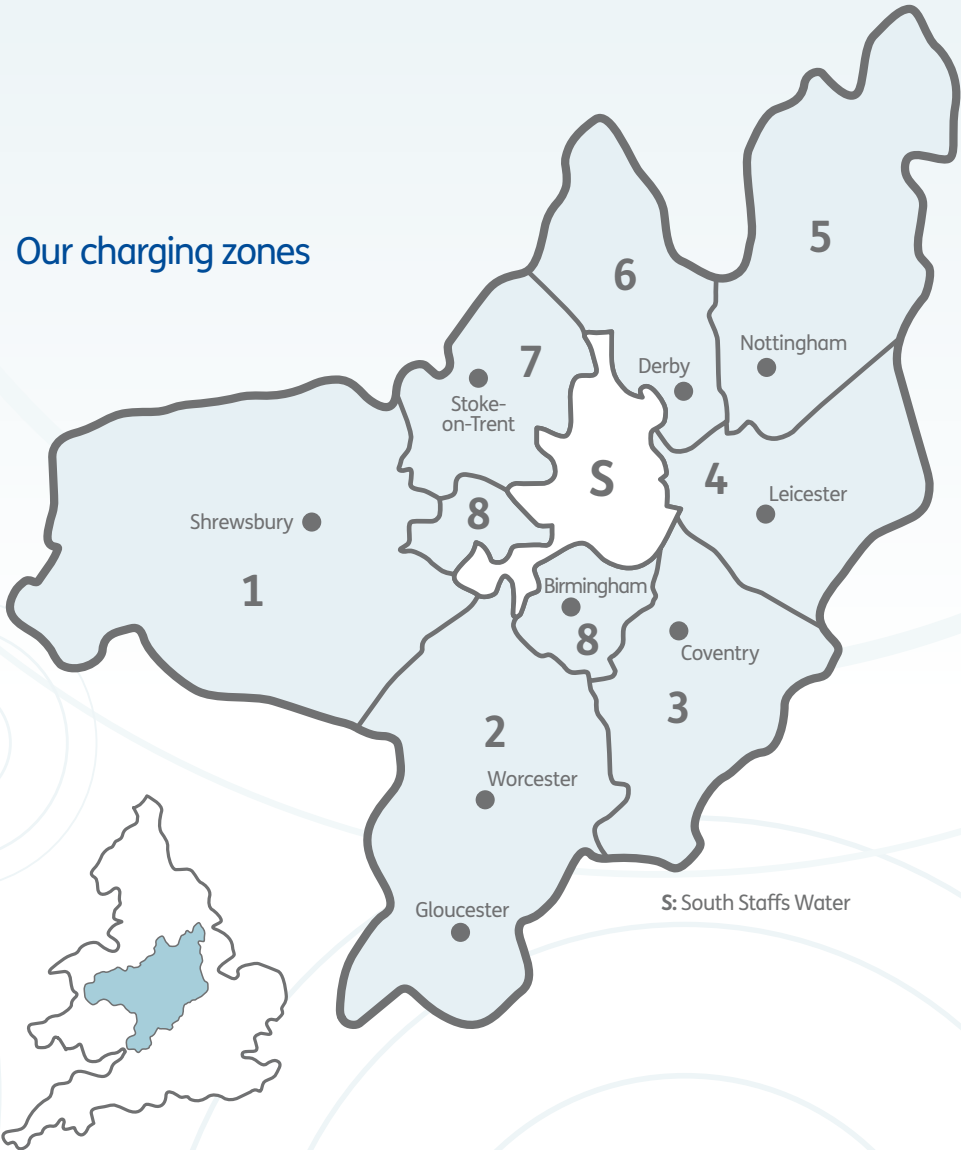 Our charging zones
5
6
Nottingham
7
Derby
Stoke-
on-Trent
S
4
Leicester
8
Shrewsbury
1
Birmingham
8
Coventry
3
2
Worcester
S: South Staffs Water
Gloucester